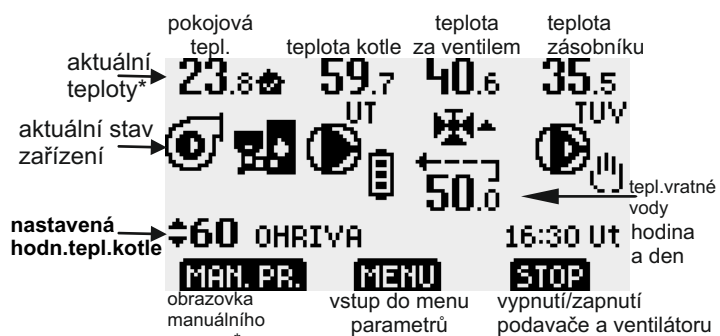 pokojová
tepl.
teplota kotle
teplota
za ventilem
teplota
zásobníku
aktuální
teploty*
23.8 59.7 40.6 35.5
UT
TUV
aktuální stav
zařízení
50.0
tepl.vratné
vody
nastavená
hodn.tepl.kotle
60 OHRIVA 16:30 Ut
hodina
a den
MAN. PR. MENU STOP
obrazovka
manuálního
vstup do menu
parametrů
vypnutí/zapnutí
podavače a ventilátoru